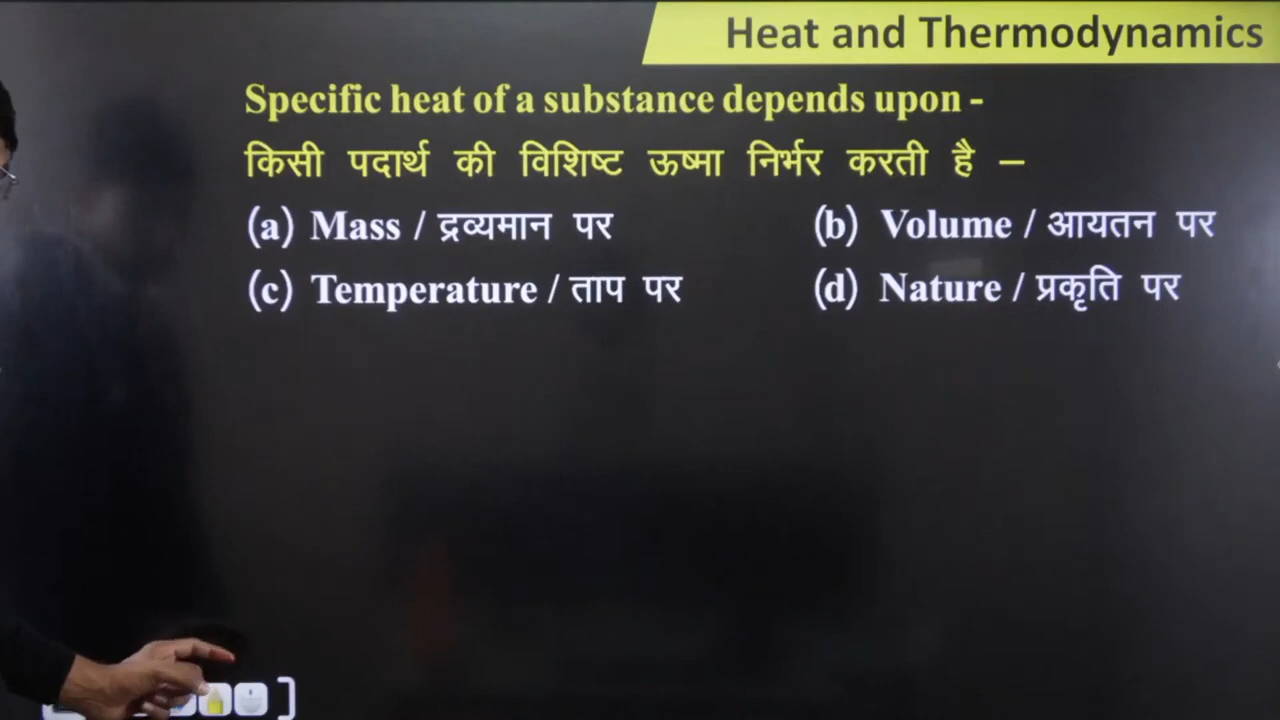 Heat and Thermodynamics
Specific heat of a substance depends upon -
किसी पदार्थ की विशिष्ट ऊष्मा निर्भर करती है –
(a) Mass / द्रव्यमान पर (b) Volume / आयतन पर
(c) Temperature / ताप पर (d) Nature / प्रकृति पर